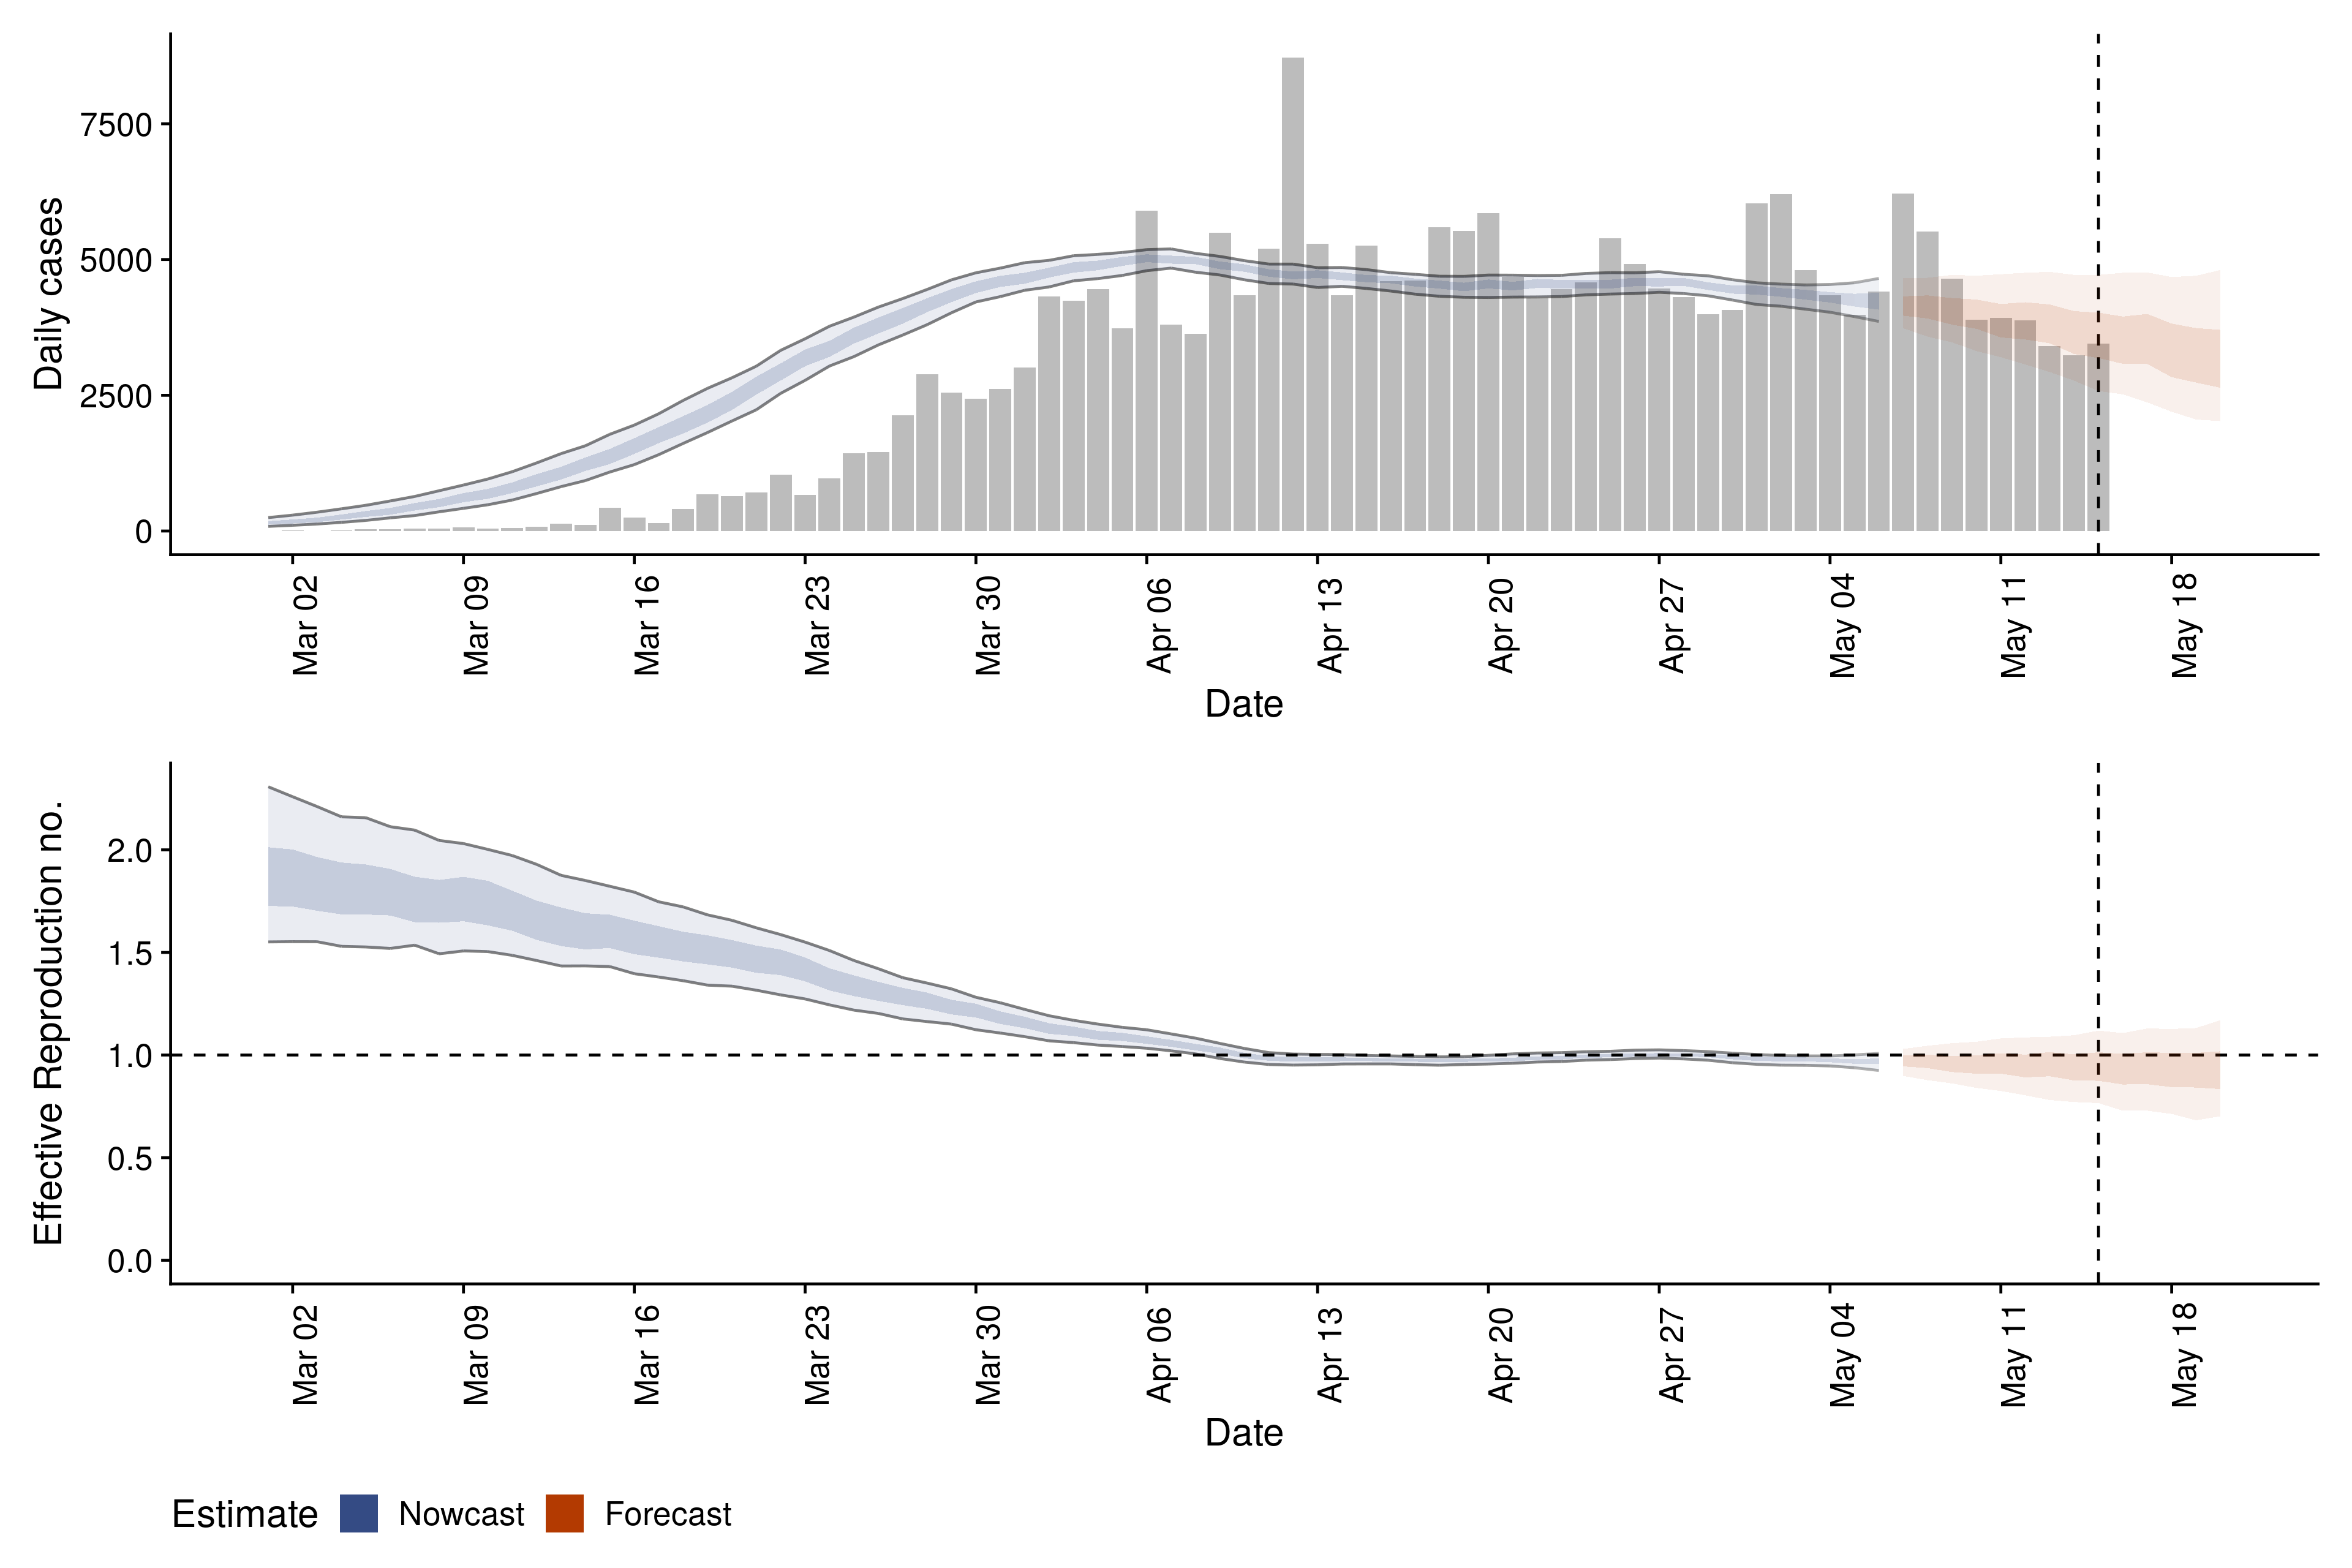 Daily cases
7500
5000
2500
0
Mar 02
Mar 09
Mar 16
Mar 23
Mar 30
Apr 06
Apr 13
Apr 20
Apr 27
May 04
May 11
May 18
Date
Effective Reproduction no.
2.0
1.5
1.0
0.5
0.0
Mar 02
Mar 09
Mar 16
Mar 23
Mar 30
Apr 06
Apr 13
Apr 20
Apr 27
May 04
May 11
May 18
Date
Estimate Nowcast Forecast